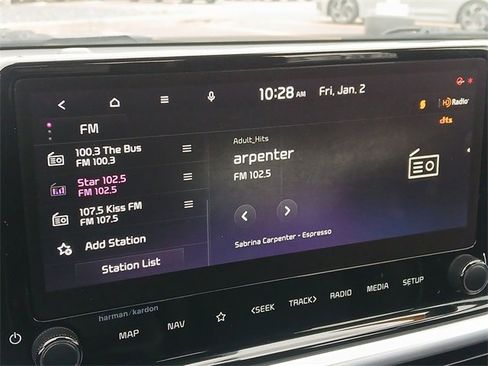 10:28 AM Fri, Jan. 2
HD Radio
dts
FM
100.3 The Bus
FM 100.3
Star 102.5
FM 102.5
107.5 Kiss FM
FM 107.5
Add Station
Station List
Adult_Hits
arpenter
FM 102.5
Sabrina Carpenter - Espresso
harman/kardon
MAP NAV <SEEK TRACK> RADIO MEDIA SETUP